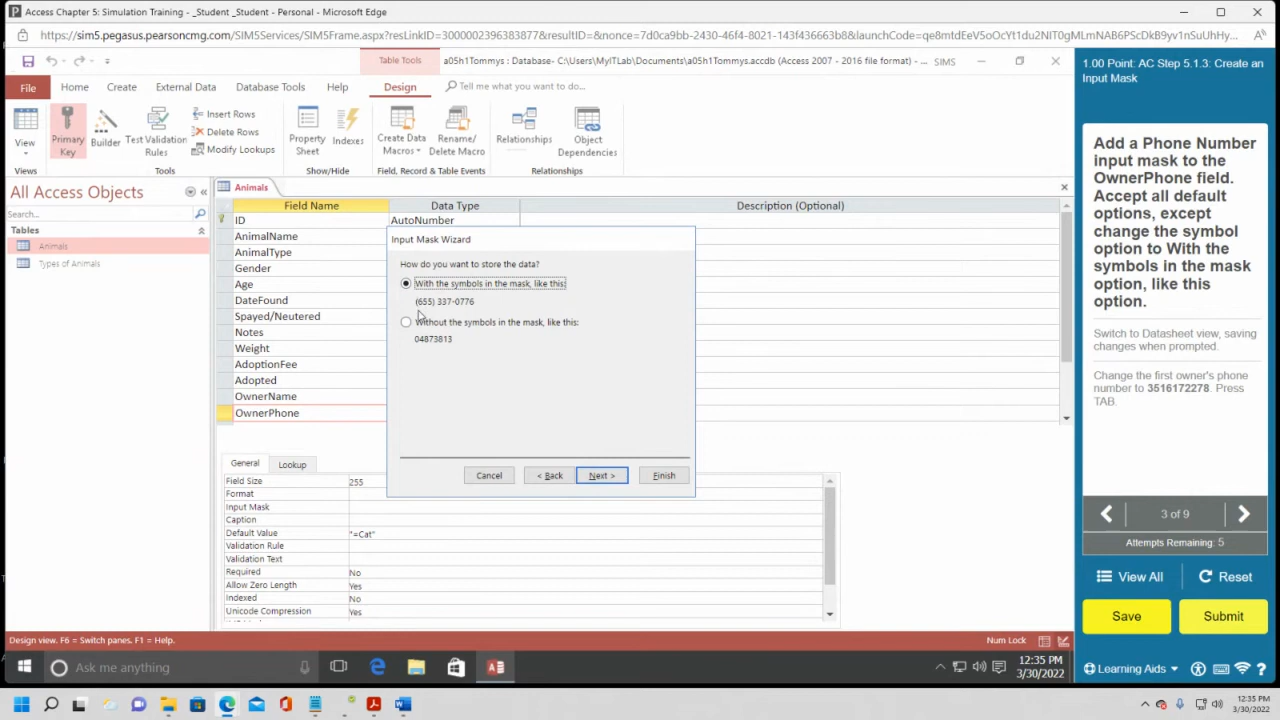 Access Chapter 5: Simulation Training - _Student _Student - Personal - Microsoft Edge
a05h1Tommys : Database- C:\Users\MyITLab\Documents\a05h1Tommys.accdb (Access 2007 - 2016 file format) - ...
SIMS
Table Tools
File
Home
Create
External Data
Database Tools
Help
Design
Tell me what you want to do...
View
Primary Key
Builder
Test Validation Rules
Insert Rows
Delete Rows
Modify Lookups
Property Sheet
Indexes
Create Data Macros
Rename/ Delete Macro
Relationships
Object Dependencies
Views
Tools
Show/Hide
Field, Record & Table Events
Relationships
All Access Objects
Search...
Tables
Animals
Types of Animals
Animals
Field Name
Data Type
Description (Optional)
ID
AutoNumber
AnimalName
AnimalType
Gender
Age
DateFound
Spayed/Neutered
Notes
Weight
AdoptionFee
Adopted
OwnerName
OwnerPhone
Input Mask Wizard
How do you want to store the data?
With the symbols in the mask, like this:
(655) 337-0776
Without the symbols in the mask, like this:
04873813
Cancel
< Back
Next >
Finish
General
Lookup
Field Size 255
Format
Input Mask
Caption
Default Value "=Cat"
Validation Rule
Validation Text
Required No
Allow Zero Length Yes
Indexed No
Unicode Compression Yes
Design view. F6 = Switch panes. F1 = Help.
Num Lock
Ask me anything
12:35 PM
3/30/2022
1.00 Point: AC Step 5.1.3: Create an
Input Mask
Add a Phone Number
input mask to the
OwnerPhone field.
Accept all default
options, except
change the symbol
option to With the
symbols in the mask
option, like this
option.
Switch to Datasheet view, saving
changes when prompted.
Change the first owner's phone
number to 3516172278. Press
TAB.
3 of 9
Attempts Remaining: 5
View All
Reset
Save
Submit
Learning Aids
12:35 PM
3/30/2022